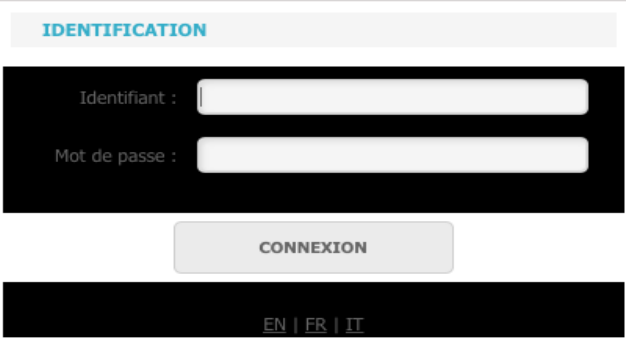 IDENTIFICATION
Identifiant :
Mot de passe :
CONNEXION
EN | FR | IT